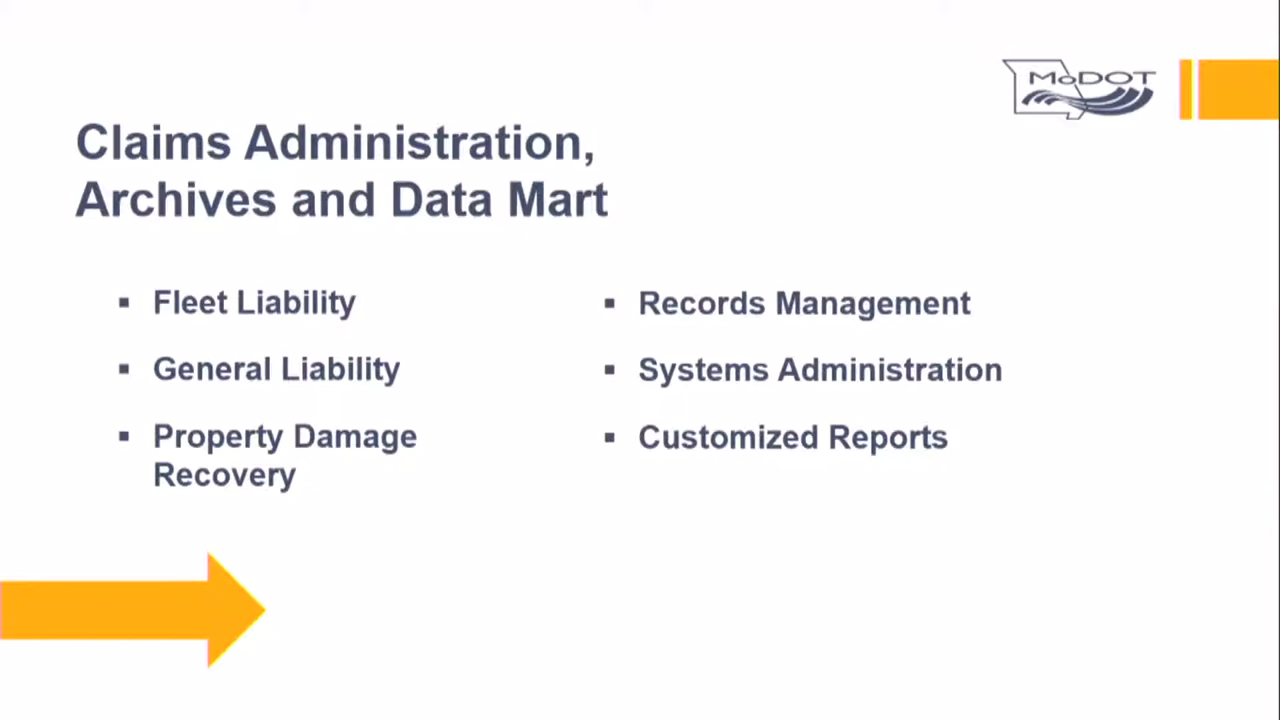 MoDOT
Claims Administration,
Archives and Data Mart
▪ Fleet Liability
▪ General Liability
▪ Property Damage
Recovery
▪ Records Management
▪ Systems Administration
▪ Customized Reports